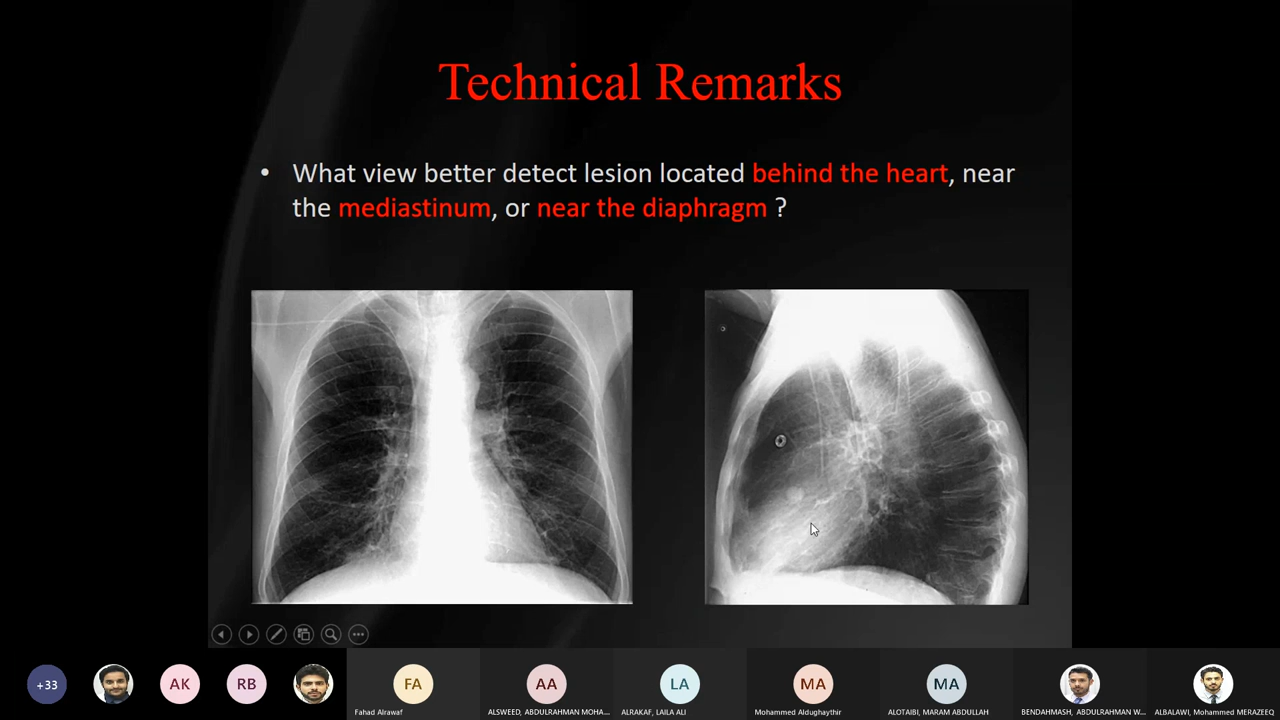 Technical Remarks
• What view better detect lesion located behind the heart, near
the mediastinum, or near the diaphragm ?
+33
AK
RB
FA
Fahad Alrawaf
AA
ALSWEED, ABDULRAHMAN MOHA...
LA
ALRAKAF, LAILA ALI
MA
Mohammed Aldughaythir
MA
ALOTAIBI, MARAM ABDULLAH
BENDAHMASH, ABDULRAHMAN W...
ALBALAWI, Mohammed MERAZEEQ